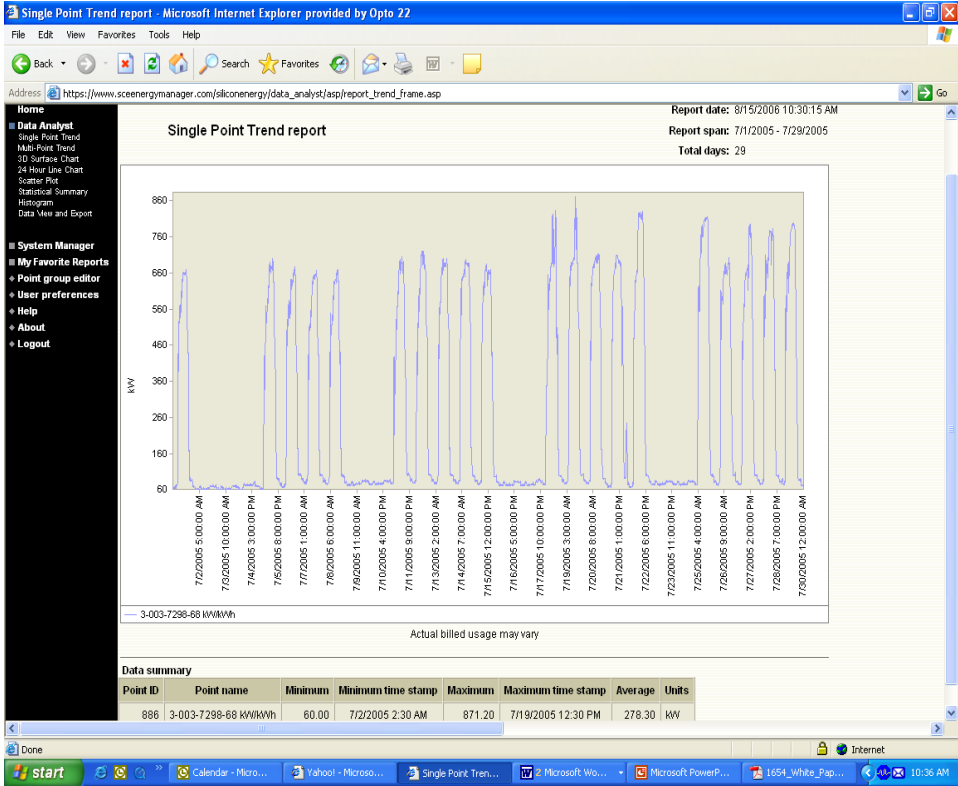 Single Point Trend report - Microsoft Internet Explorer provided by Opto 22
File Edit View Favorites Tools Help
Back Search Favorites
Address https://www.sceenergymanager.com/siliconenergy/data_analyst/asp/report_trend_frame.asp Go
Home
Data Analyst
Single Point Trend
Multi-Point Trend
3D Surface Chart
24 Hour Line Chart
Scatter Plot
Statistical Summary
Histogram
Data View and Export
System Manager
My Favorite Reports
Point group editor
User preferences
Help
About
Logout
Report date: 8/15/2006 10:30:15 AM
Single Point Trend report
Report span: 7/1/2005 - 7/29/2005
Total days: 29
860
760
660
560
460
360
260
160
60
kW
7/2/2005 5:00:00 AM
7/3/2005 10:00:00 AM
7/4/2005 3:00:00 PM
7/5/2005 8:00:00 PM
7/7/2005 1:00:00 AM
7/8/2005 6:00:00 AM
7/9/2005 11:00:00 AM
7/10/2005 4:00:00 PM
7/11/2005 9:00:00 PM
7/13/2005 2:00:00 AM
7/14/2005 7:00:00 AM
7/15/2005 12:00:00 PM
7/16/2005 5:00:00 PM
7/17/2005 10:00:00 PM
7/19/2005 3:00:00 AM
7/20/2005 8:00:00 AM
7/21/2005 1:00:00 PM
7/22/2005 6:00:00 PM
7/23/2005 11:00:00 PM
7/25/2005 4:00:00 AM
7/26/2005 9:00:00 AM
7/27/2005 2:00:00 PM
7/28/2005 7:00:00 PM
7/30/2005 12:00:00 AM
3-003-7298-68 kW/kWh
Actual billed usage may vary
Data summary
Point ID Point name Minimum Minimum time stamp Maximum Maximum time stamp Average Units
886 3-003-7298-68 kW/kWh 60.00 7/2/2005 2:30 AM 871.20 7/19/2005 12:30 PM 278.30 kW
Done Internet
start Calendar - Micro... Yahoo! - Microso... Single Point Tren... 2 Microsoft Wo... Microsoft PowerP... 1654_White_Pap... 10:36 AM